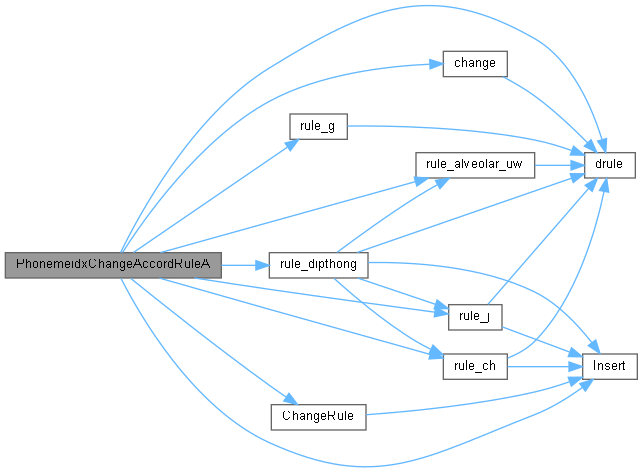 change
rule_g
rule_alveolar_uw
drule
PhonemeidxChangeAccordRuleA
rule_dipthong
rule_j
rule_ch
Insert
ChangeRule